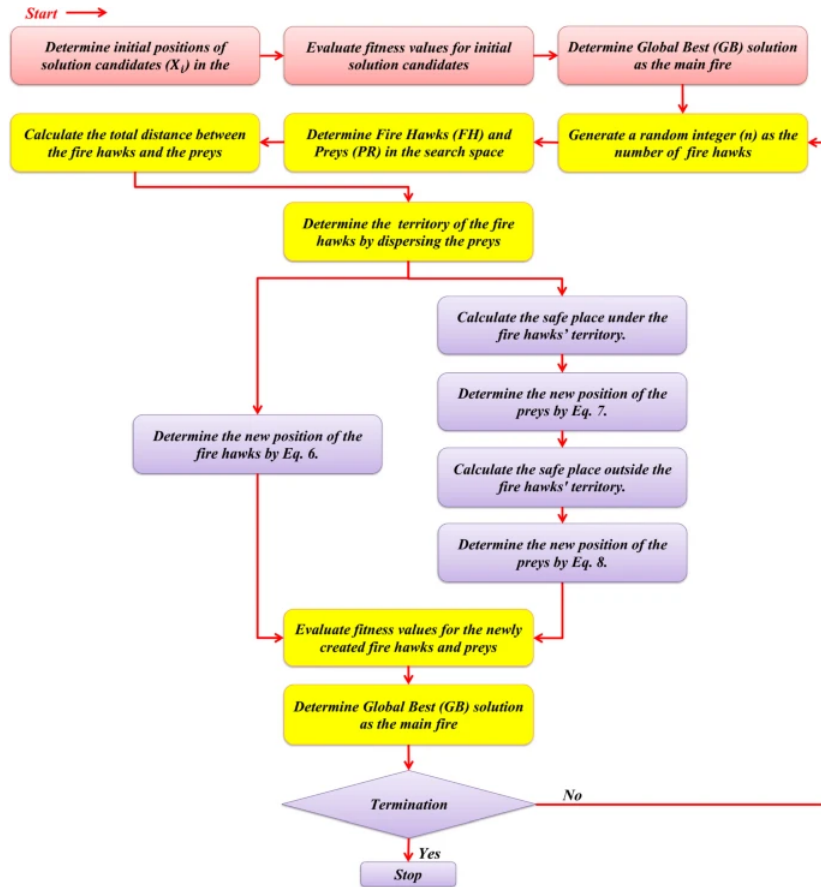 Start
Determine initial positions of
solution candidates (Xi) in the
Evaluate fitness values for initial
solution candidates
Determine Global Best (GB) solution
as the main fire
Calculate the total distance between
the fire hawks and the preys
Determine Fire Hawks (FH) and
Preys (PR) in the search space
Generate a random integer (n) as the
number of fire hawks
Determine the territory of the fire
hawks by dispersing the preys
Calculate the safe place under the
fire hawks’ territory.
Determine the new position of the
preys by Eq. 7.
Determine the new position of the
fire hawks by Eq. 6.
Calculate the safe place outside the
fire hawks' territory.
Determine the new position of the
preys by Eq. 8.
Evaluate fitness values for the newly
created fire hawks and preys
Determine Global Best (GB) solution
as the main fire
Termination
No
Yes
Stop